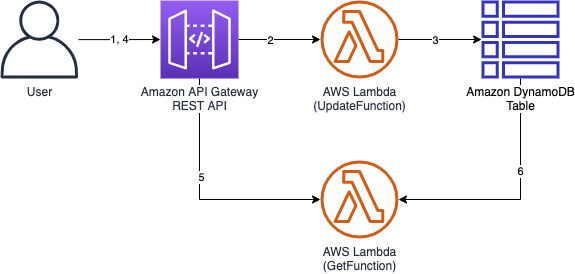 1, 4
2
3
User
Amazon API Gateway
REST API
AWS Lambda
(UpdateFunction)
Amazon DynamoDB
Table
5
6
AWS Lambda
(GetFunction)